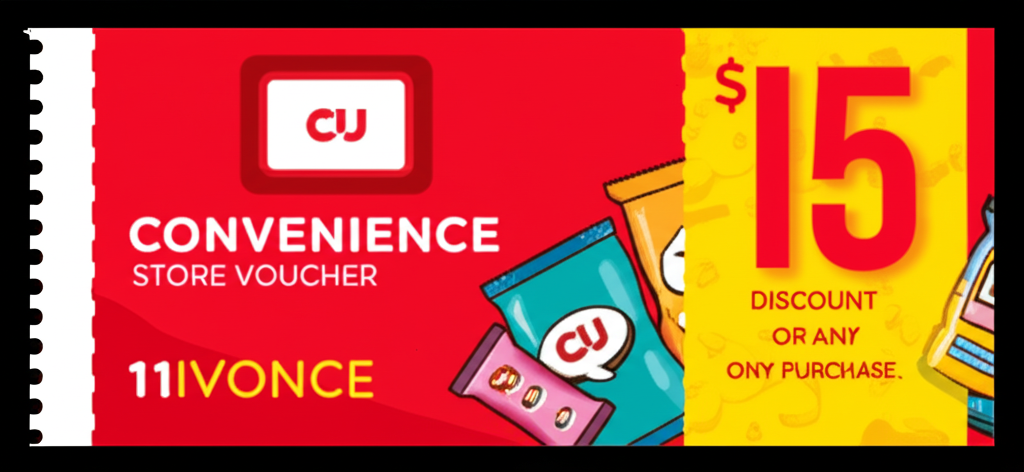 CU
CONVENIENCE
STORE VOUCHER
11IVONCE
CU
$15
DISCOUNT
OR ANY
ONY PURCHASE.